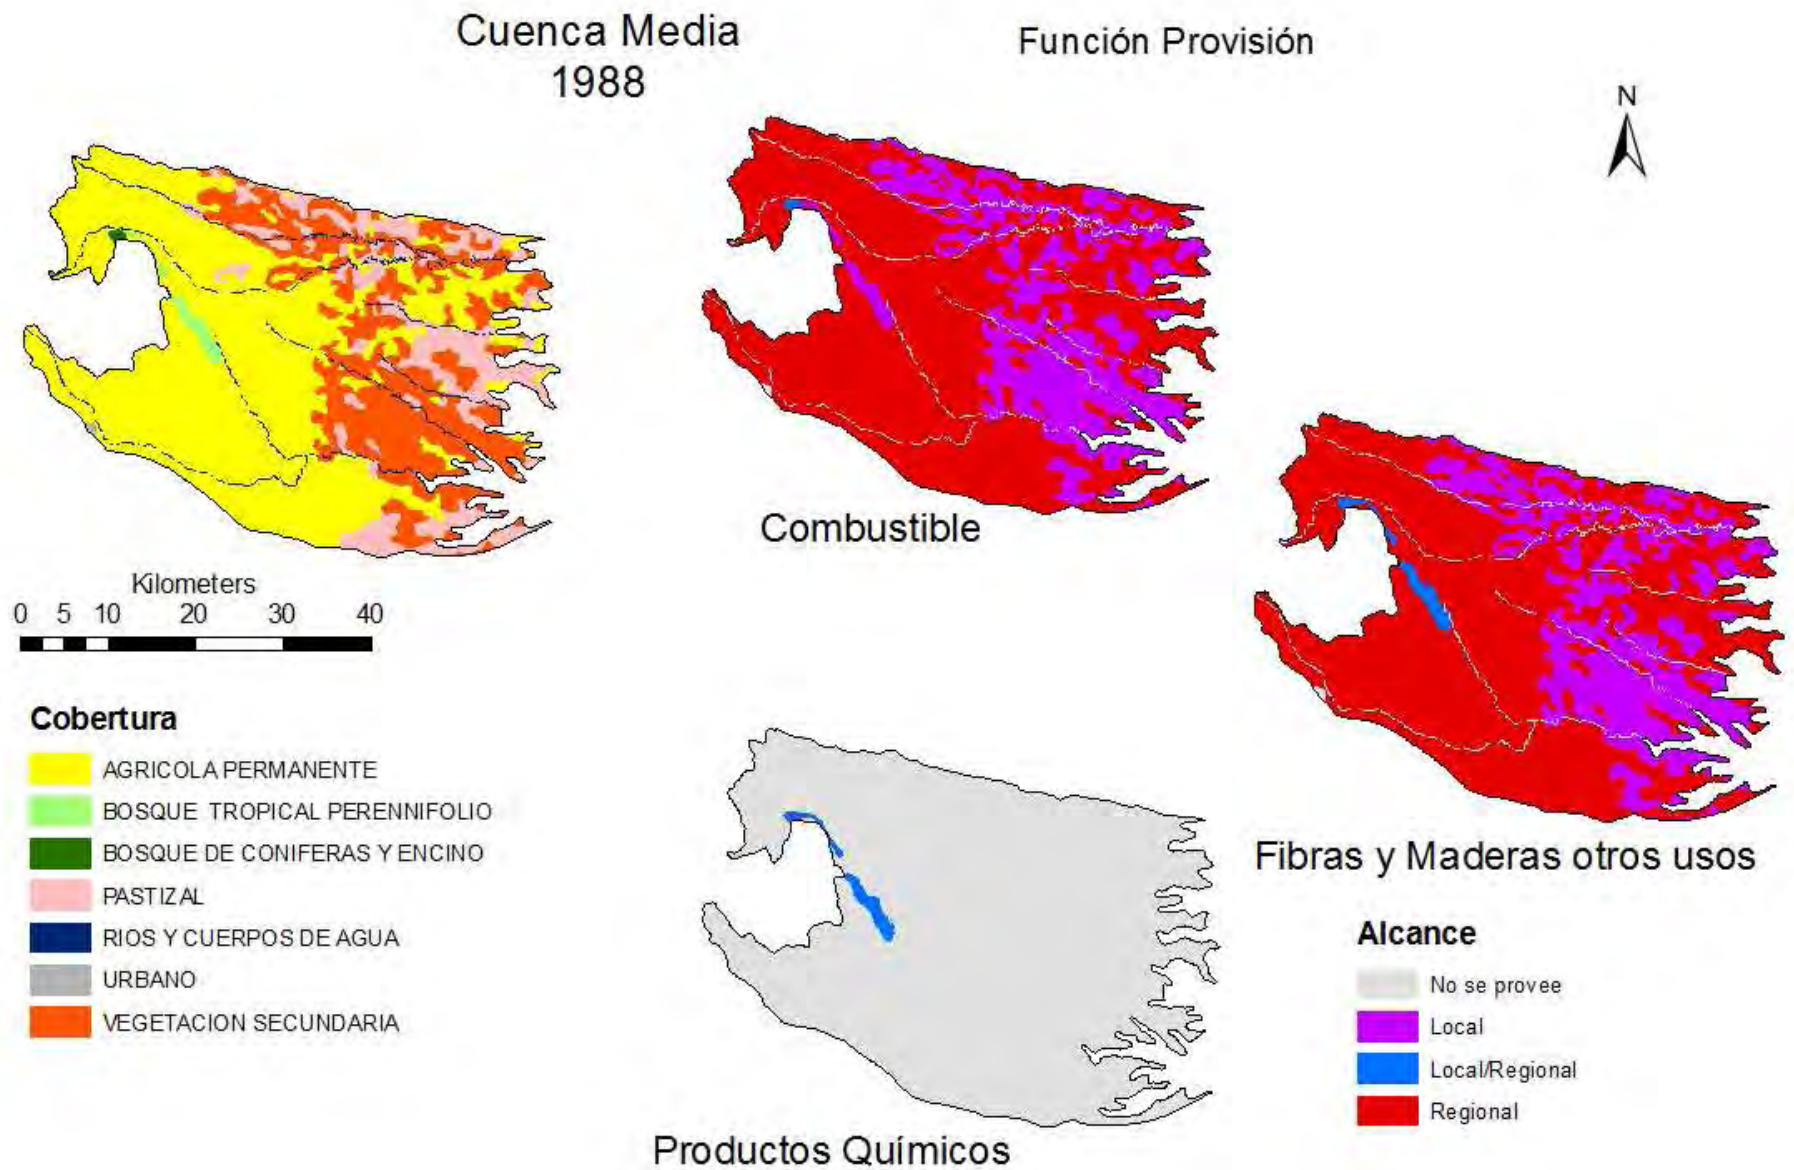 Cuenca Media
1988
Función Provisión
N
Combustible
Kilometers
0 5 10 20 30 40
Cobertura
AGRICOLA PERMANENTE
BOSQUE TROPICAL PERENNIFOLIO
BOSQUE DE CONIFERAS Y ENCINO
PASTIZAL
RIOS Y CUERPOS DE AGUA
URBANO
VEGETACION SECUNDARIA
Fibras y Maderas otros usos
Alcance
No se provee
Local
Local/Regional
Regional
Productos Químicos